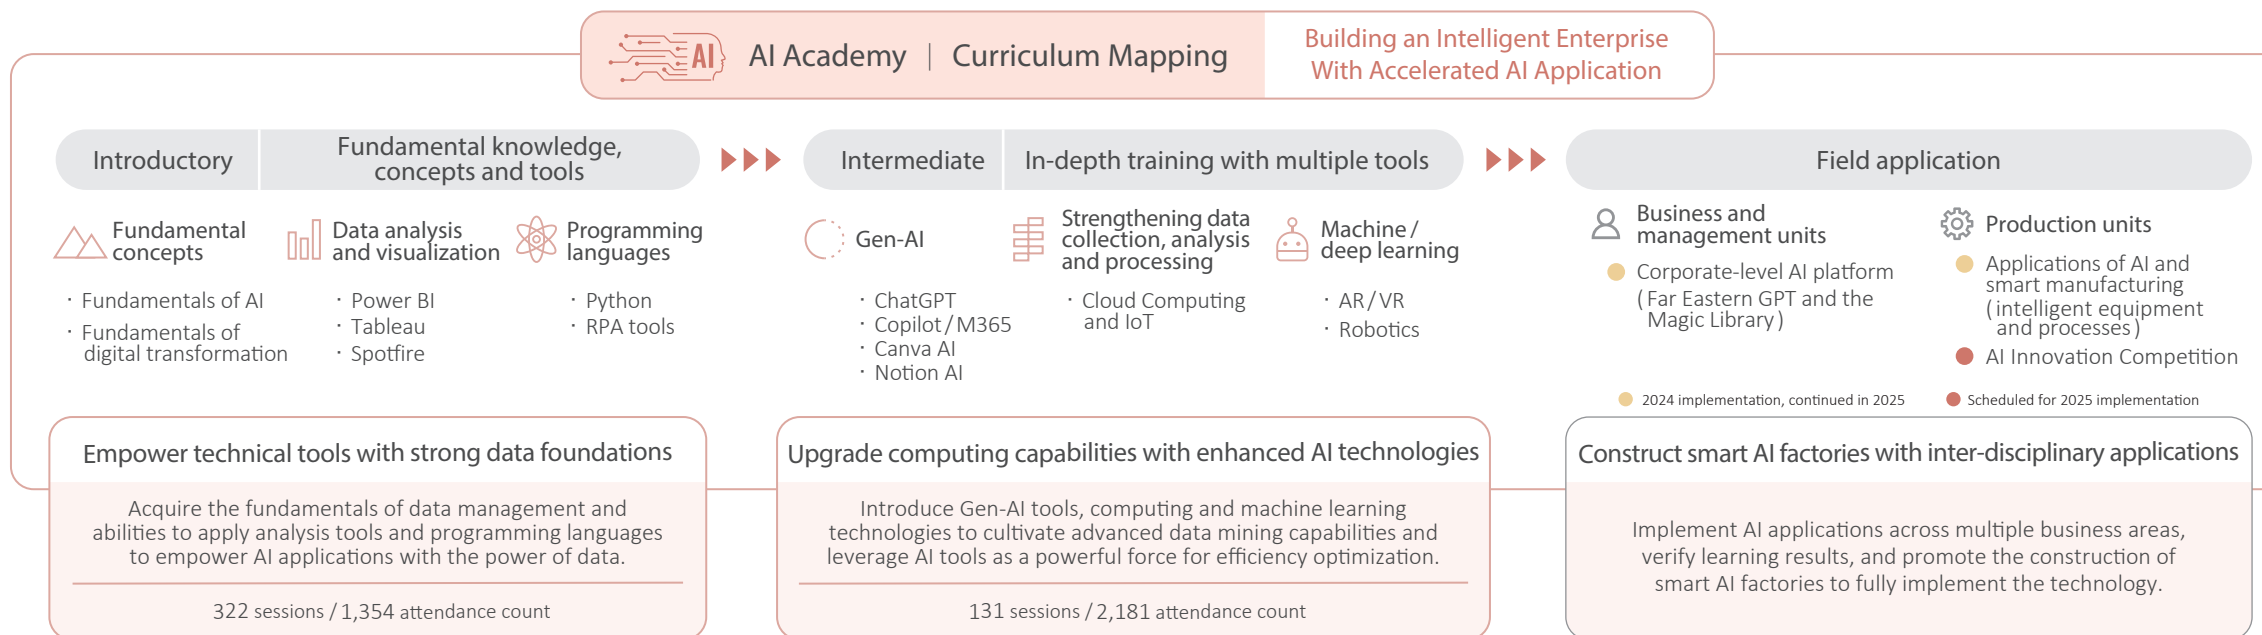 AI
AI Academy | Curriculum Mapping
Building an Intelligent Enterprise
With Accelerated AI Application
Introductory
Fundamental knowledge,
concepts and tools
Fundamental
concepts
· Fundamentals of AI
· Fundamentals of
digital transformation
Data analysis
and visualization
· Power BI
· Tableau
· Spotfire
Programming
languages
· Python
· RPA tools
Empower technical tools with strong data foundations
Acquire the fundamentals of data management and
abilities to apply analysis tools and programming languages
to empower AI applications with the power of data.
322 sessions / 1,354 attendance count
Intermediate
In-depth training with multiple tools
Gen-AI
· ChatGPT
· Copilot / M365
· Canva AI
· Notion AI
Strengthening data
collection, analysis
and processing
· Cloud Computing
and IoT
Machine /
deep learning
· AR / VR
· Robotics
Upgrade computing capabilities with enhanced AI technologies
Introduce Gen-AI tools, computing and machine learning
technologies to cultivate advanced data mining capabilities and
leverage AI tools as a powerful force for efficiency optimization.
131 sessions / 2,181 attendance count
Field application
Business and
management units
Corporate-level AI platform
(Far Eastern GPT and the
Magic Library)
Production units
Applications of AI and
smart manufacturing
(intelligent equipment
and processes)
AI Innovation Competition
2024 implementation, continued in 2025
Scheduled for 2025 implementation
Construct smart AI factories with inter-disciplinary applications
Implement AI applications across multiple business areas,
verify learning results, and promote the construction of
smart AI factories to fully implement the technology.